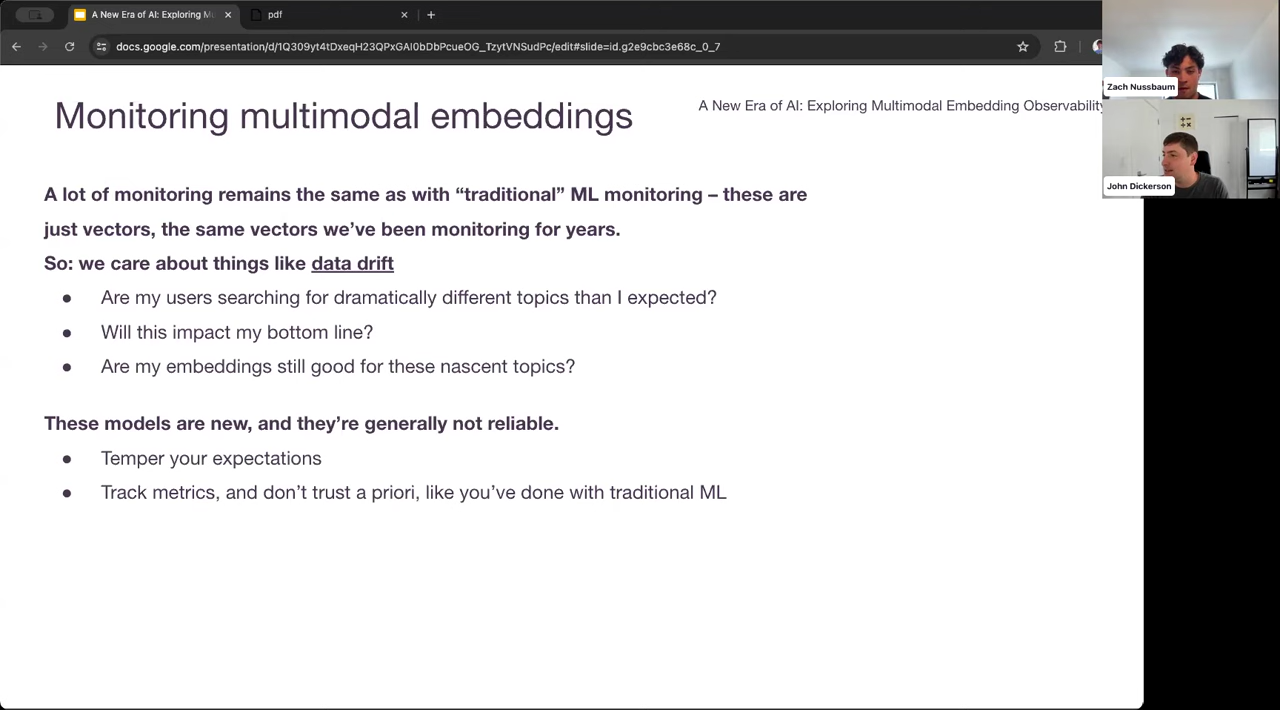 A New Era of AI: Exploring M
pdf
docs.google.com/presentation/d/1Q309yt4tDxeqH23QPxGAI0bDbPcueOG_TzytVNSudPc/edit#slide=id.g2e9cbc3e68c_0_7
Monitoring multimodal embeddings
A New Era of AI: Exploring Multimodal Embedding Observability
Zach Nussbaum
John Dickerson
A lot of monitoring remains the same as with “traditional” ML monitoring – these are
just vectors, the same vectors we’ve been monitoring for years.
So: we care about things like data drift
● Are my users searching for dramatically different topics than I expected?
● Will this impact my bottom line?
● Are my embeddings still good for these nascent topics?
These models are new, and they’re generally not reliable.
● Temper your expectations
● Track metrics, and don’t trust a priori, like you’ve done with traditional ML